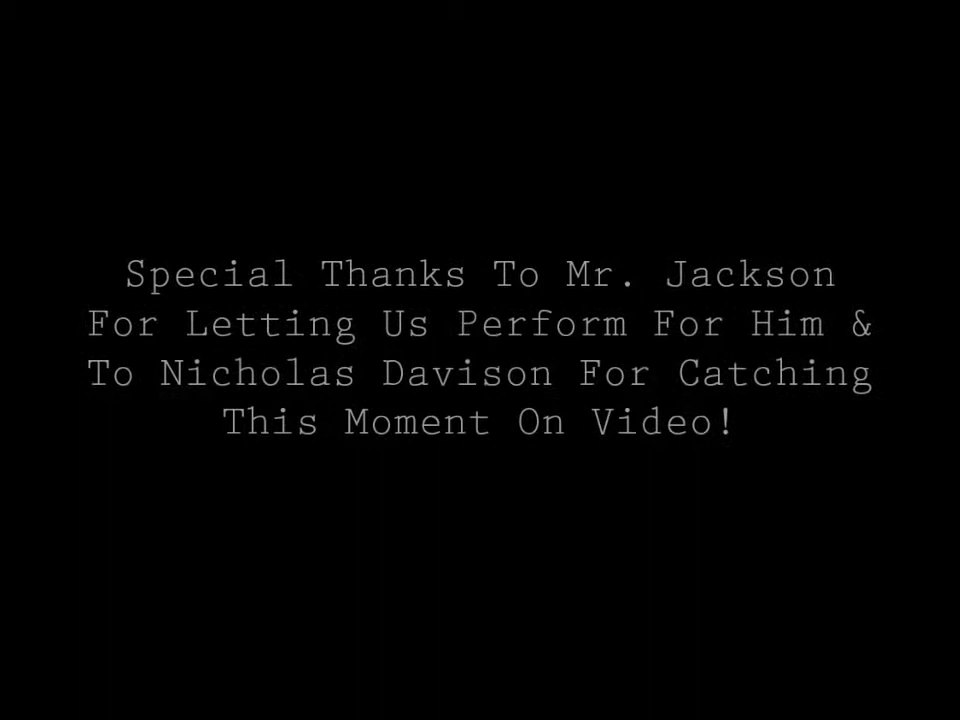 Special Thanks To Mr. Jackson
For Letting Us Perform For Him &
To Nicholas Davison For Catching
This Moment On Video!